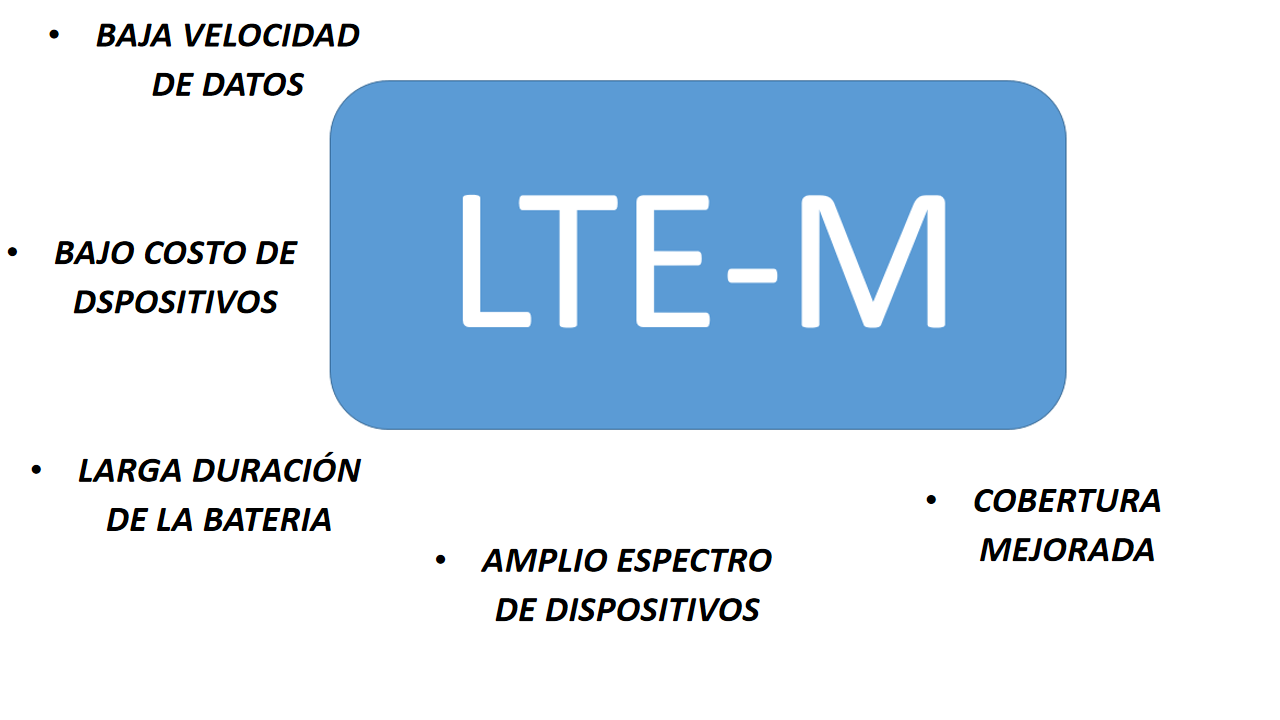 • BAJA VELOCIDAD
DE DATOS
LTE-M
• BAJO COSTO DE
DSPOSITIVOS
• LARGA DURACIÓN
DE LA BATERIA
• AMPLIO ESPECTRO
DE DISPOSITIVOS
• COBERTURA
MEJORADA